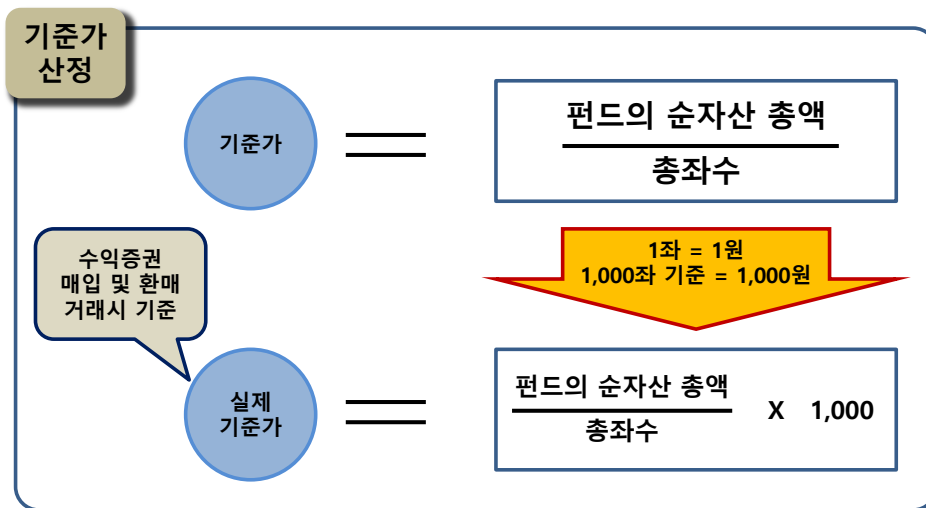 기준가
산정
기준가
펀드의 순자산 총액
총좌수
수익증권
매입 및 환매
거래시 기준
1좌 = 1원
1,000좌 기준 = 1,000원
실제
기준가
펀드의 순자산 총액
총좌수
X 1,000